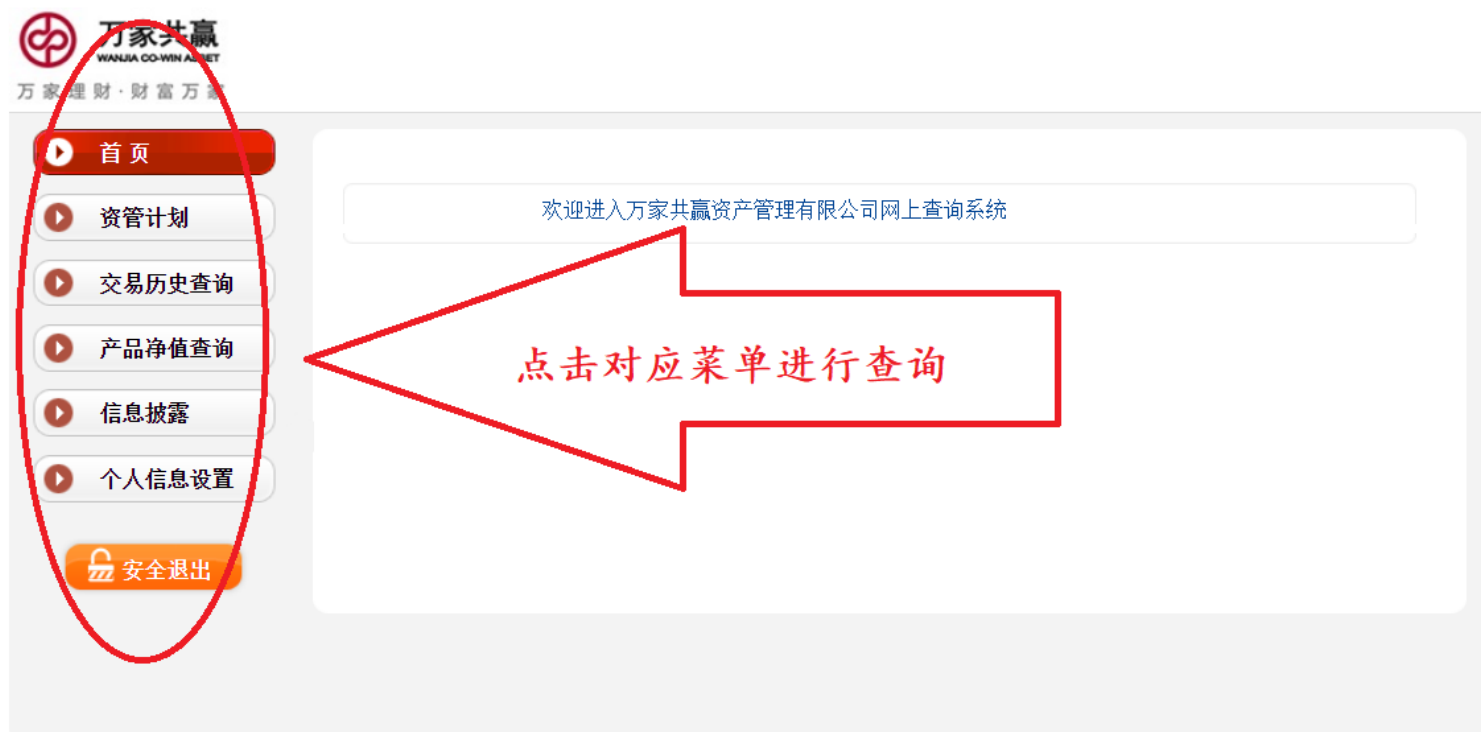 万家共赢
WANJIA CO-WIN ASSET
万家理财·财富万家
首 页
资管计划
交易历史查询
产品净值查询
信息披露
个人信息设置
安全退出
欢迎进入万家共赢资产管理有限公司网上查询系统
点击对应菜单进行查询